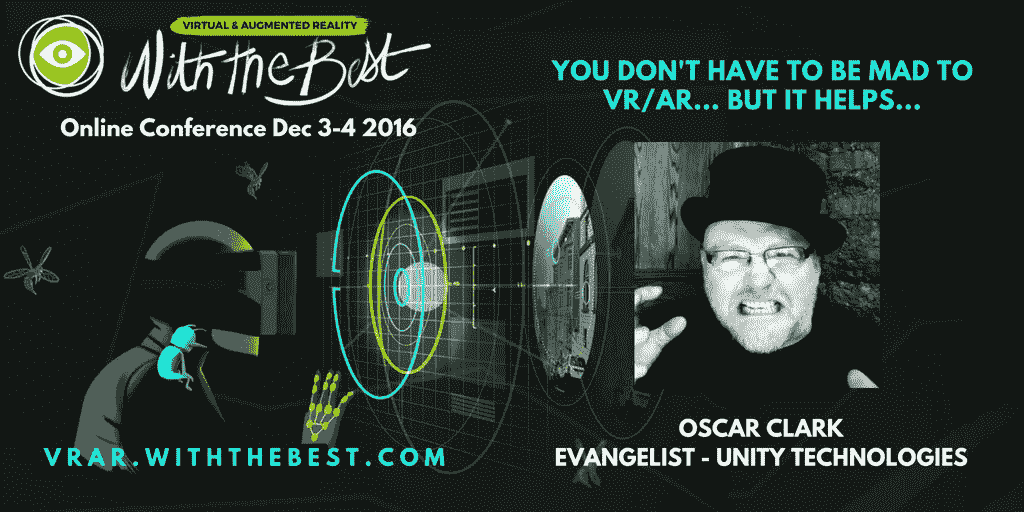 VIRTUAL & AUGMENTED REALITY
With the Best
Online Conference Dec 3-4 2016
YOU DON'T HAVE TO BE MAD TO
VR/AR... BUT IT HELPS...
OSCAR CLARK
EVANGELIST - UNITY TECHNOLOGIES
VRAR.WITHTHEBEST.COM